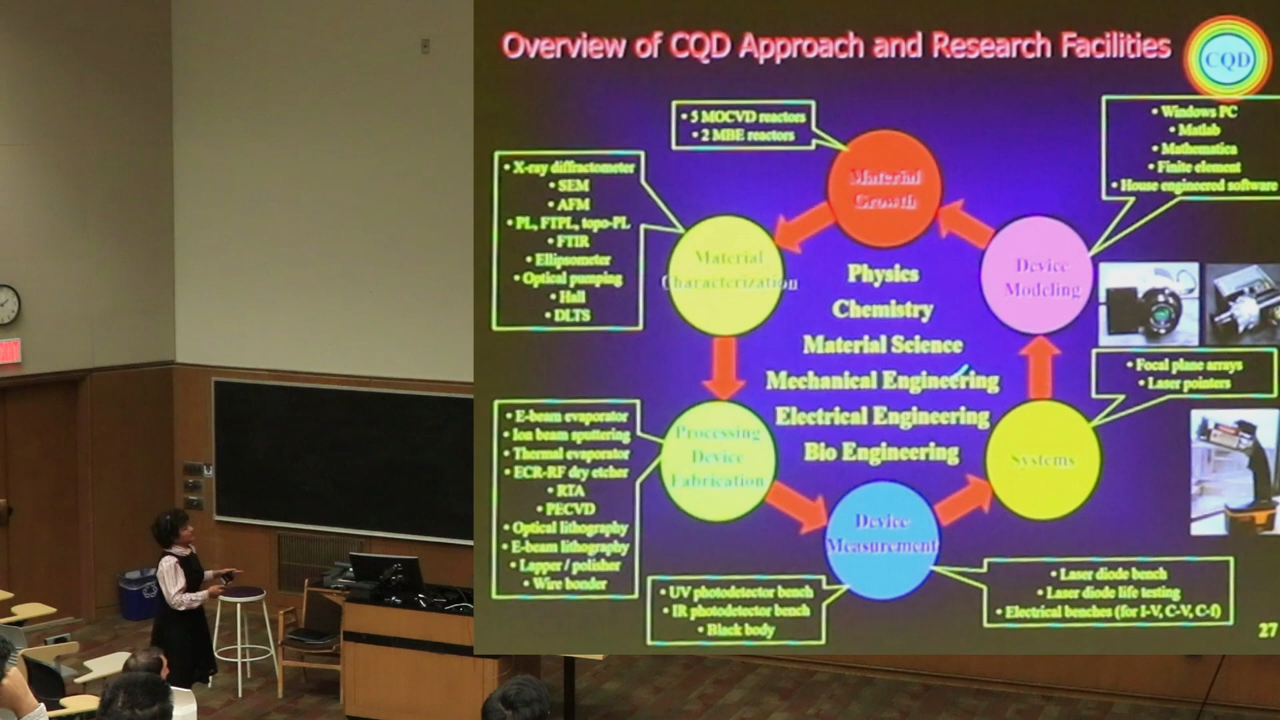 Overview of CQD Approach and Research Facilities
CQD
• 5 MOCVD reactors
• 2 MBE reactors
• Windows PC
• Matlab
• Mathematica
• Finite element
• House engineered software
• X-ray diffractometer
• SEM
• AFM
• PL, FTPL, topo-PL
• FTIR
• Ellipsometer
• Optical pumping
• Hall
• DLTS
Material
Growth
Material
Characterization
Device
Modeling
Physics
Chemistry
Material Science
Mechanical Engineering
Electrical Engineering
Bio Engineering
• Focal plane arrays
• Laser pointers
• E-beam evaporator
• Ion beam sputtering
• Thermal evaporator
• ECR-RF dry etcher
• RTA
• PECVD
• Optical lithography
• E-beam lithography
• Lapper / polisher
• Wire bonder
Processing
Device
Fabrication
Systems
Device
Measurement
• UV photodetector bench
• IR photodetector bench
• Black body
• Laser diode bench
• Laser diode life testing
• Electrical benches (for I-V, C-V, C-f)
27